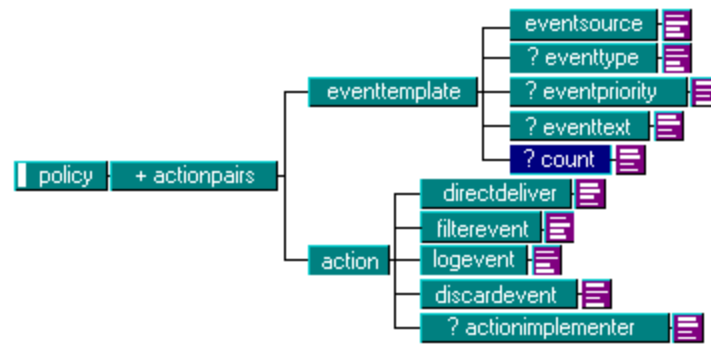 eventsource
? eventtype
eventtemplate
? eventpriority
? eventtext
? count
policy
+ actionpairs
directdeliver
filterevent
action
logevent
discardevent
? actionimplementer